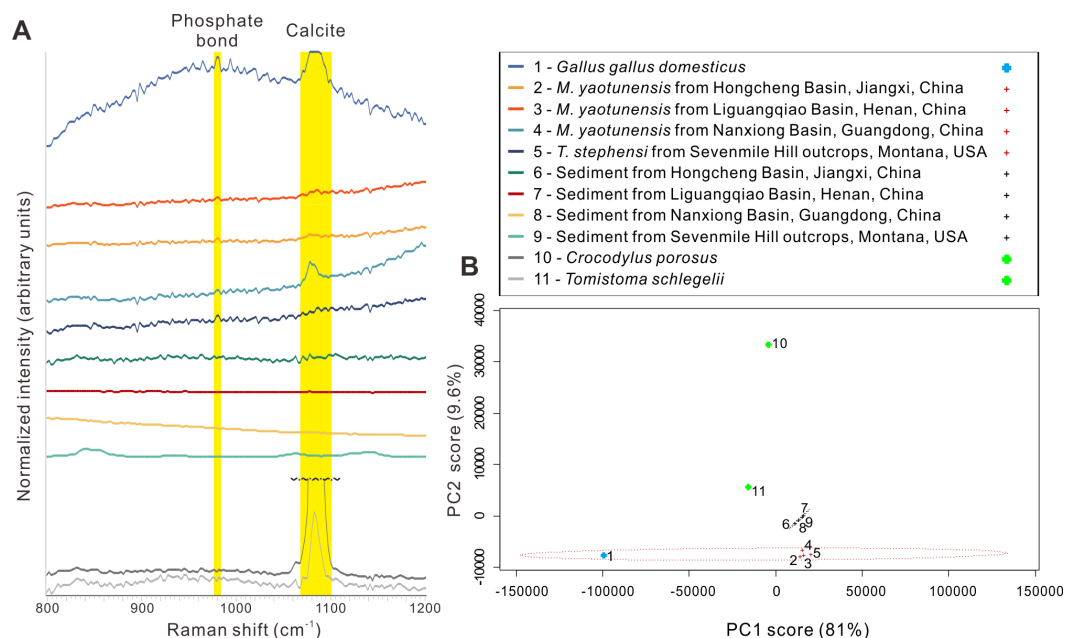 A
Phosphate
bond
Calcite
Normalized intensity (arbitrary units)
800
900
1000
1100
1200
Raman shift (cm-1)
1 - Gallus gallus domesticus
2 - M. yaotunensis from Hongcheng Basin, Jiangxi, China
3 - M. yaotunensis from Liguangqiao Basin, Henan, China
4 - M. yaotunensis from Nanxiong Basin, Guangdong, China
5 - T. stephensi from Sevenmile Hill outcrops, Montana, USA
6 - Sediment from Hongcheng Basin, Jiangxi, China
7 - Sediment from Liguangqiao Basin, Henan, China
8 - Sediment from Nanxiong Basin, Guangdong, China
9 - Sediment from Sevenmile Hill outcrops, Montana, USA
10 - Crocodylus porosus
11 - Tomistoma schlegelii
B
PC2 score (9.6%)
40000
30000
20000
10000
0
-10000
10
11
7
6
8
9
1
4
2
5
3
-150000
-100000
-50000
0
50000
100000
150000
PC1 score (81%)